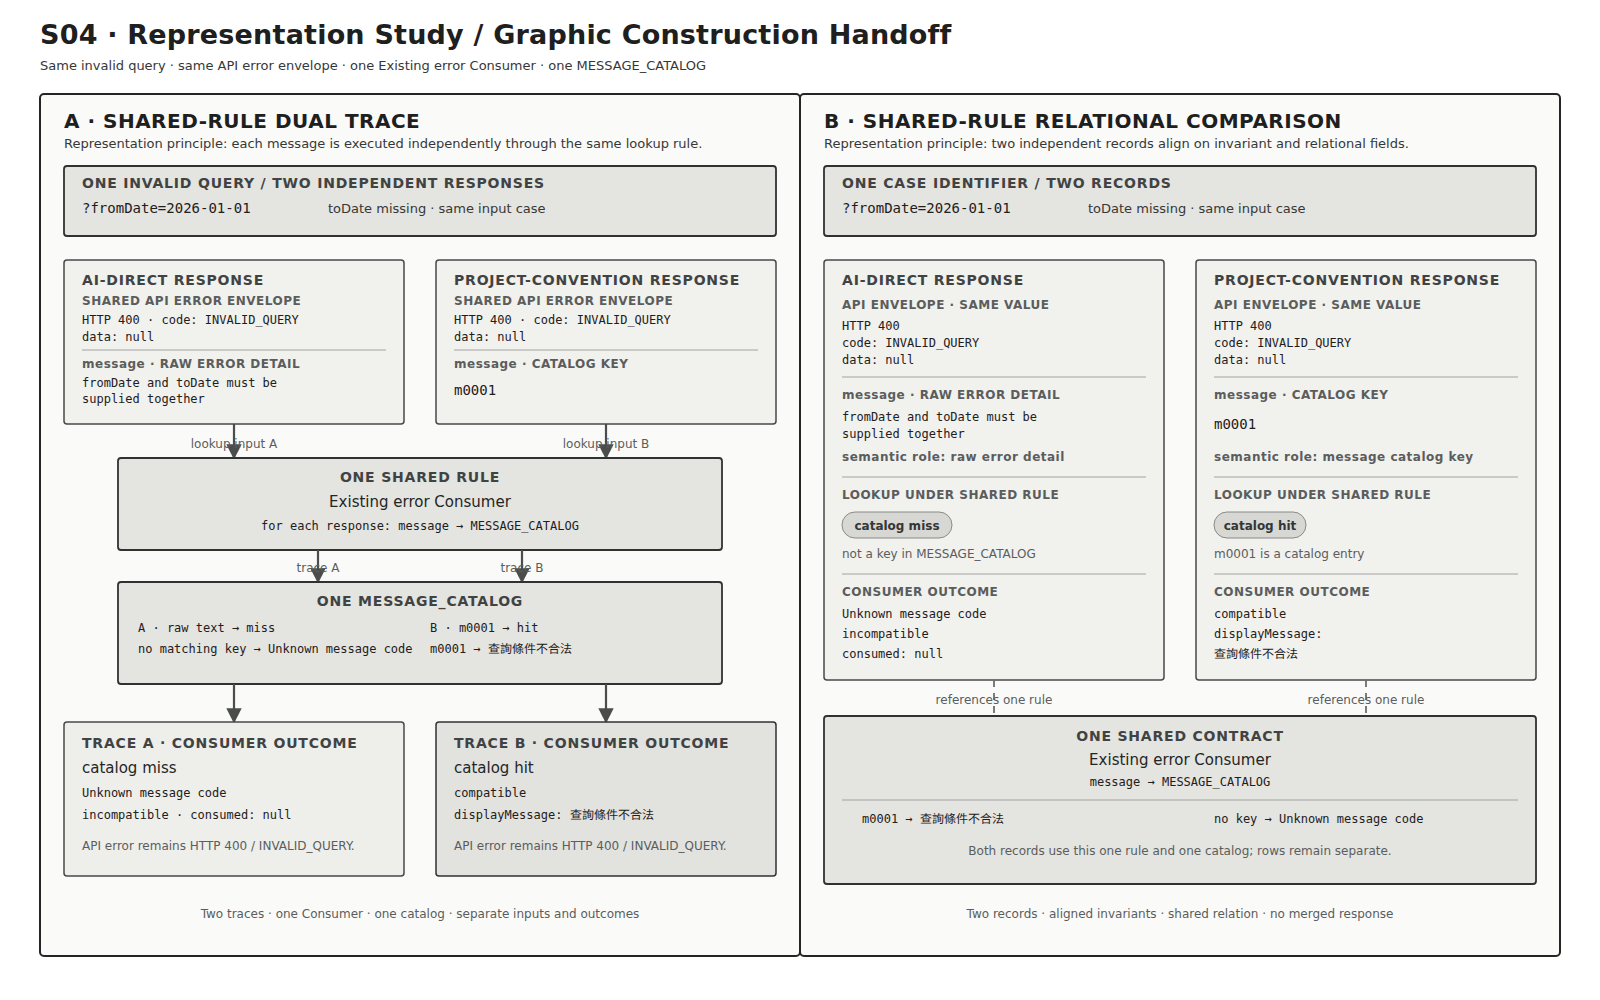 S04 · Representation Study / Graphic Construction Handoff
Same invalid query · same API error envelope · one Existing error Consumer · one MESSAGE_CATALOG
A · SHARED-RULE DUAL TRACE
Representation principle: each message is executed independently through the same lookup rule.
ONE INVALID QUERY / TWO INDEPENDENT RESPONSES
?fromDate=2026-01-01 toDate missing · same input case
AI-DIRECT RESPONSE
SHARED API ERROR ENVELOPE
HTTP 400 · code: INVALID_QUERY
data: null
message · RAW ERROR DETAIL
fromDate and toDate must be
supplied together
PROJECT-CONVENTION RESPONSE
SHARED API ERROR ENVELOPE
HTTP 400 · code: INVALID_QUERY
data: null
message · CATALOG KEY
m0001
lookup input A
lookup input B
ONE SHARED RULE
Existing error Consumer
for each response: message → MESSAGE_CATALOG
trace A
trace B
ONE MESSAGE_CATALOG
A · raw text → miss
no matching key → Unknown message code
B · m0001 → hit
m0001 → 查詢條件不合法
TRACE A · CONSUMER OUTCOME
catalog miss
Unknown message code
incompatible · consumed: null
API error remains HTTP 400 / INVALID_QUERY.
TRACE B · CONSUMER OUTCOME
catalog hit
compatible
displayMessage: 查詢條件不合法
API error remains HTTP 400 / INVALID_QUERY.
Two traces · one Consumer · one catalog · separate inputs and outcomes
B · SHARED-RULE RELATIONAL COMPARISON
Representation principle: two independent records align on invariant and relational fields.
ONE CASE IDENTIFIER / TWO RECORDS
?fromDate=2026-01-01 toDate missing · same input case
AI-DIRECT RESPONSE
API ENVELOPE · SAME VALUE
HTTP 400
code: INVALID_QUERY
data: null
message · RAW ERROR DETAIL
fromDate and toDate must be
supplied together
semantic role: raw error detail
LOOKUP UNDER SHARED RULE
catalog miss
not a key in MESSAGE_CATALOG
CONSUMER OUTCOME
Unknown message code
incompatible
consumed: null
PROJECT-CONVENTION RESPONSE
API ENVELOPE · SAME VALUE
HTTP 400
code: INVALID_QUERY
data: null
message · CATALOG KEY
m0001
semantic role: message catalog key
LOOKUP UNDER SHARED RULE
catalog hit
m0001 is a catalog entry
CONSUMER OUTCOME
compatible
displayMessage:
查詢條件不合法
references one rule
references one rule
ONE SHARED CONTRACT
Existing error Consumer
message → MESSAGE_CATALOG
m0001 → 查詢條件不合法
no key → Unknown message code
Both records use this one rule and one catalog; rows remain separate.
Two records · aligned invariants · shared relation · no merged response